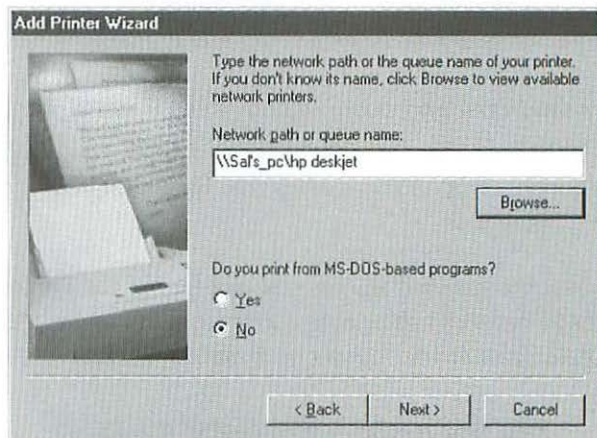 Add Printer Wizard
Type the network path or the queue name of your printer.
If you don't know its name, click Browse to view available
network printers.
Network path or queue name:
\\Sal's_pc\hp deskjet
Browse...
Do you print from MS-DOS-based programs?
Yes
No
< Back
Next >
Cancel